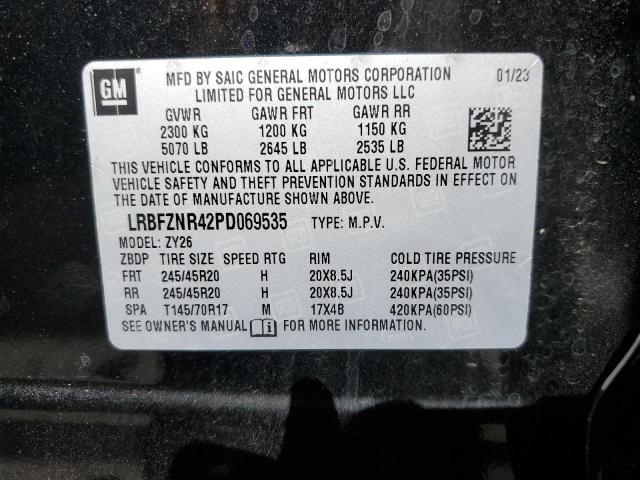 GM
MFD BY SAIC GENERAL MOTORS CORPORATION 01/23
LIMITED FOR GENERAL MOTORS LLC
GVWR GAWR FRT GAWR RR
2300 KG 1200 KG 1150 KG
5070 LB 2645 LB 2535 LB
THIS VEHICLE CONFORMS TO ALL APPLICABLE U.S. FEDERAL MOTOR
VEHICLE SAFETY AND THEFT PREVENTION STANDARDS IN EFFECT ON
THE DATE OF MANUFACTURE SHOWN ABOVE.
LRBFZNR42PD069535 TYPE: M.P.V.
MODEL: ZY26
ZBDP TIRE SIZE SPEED RTG RIM COLD TIRE PRESSURE
FRT 245/45R20 H 20X8.5J 240KPA(35PSI)
RR 245/45R20 H 20X8.5J 240KPA(35PSI)
SPA T145/70R17 M 17X4B 420KPA(60PSI)
SEE OWNER'S MANUAL FOR MORE INFORMATION.